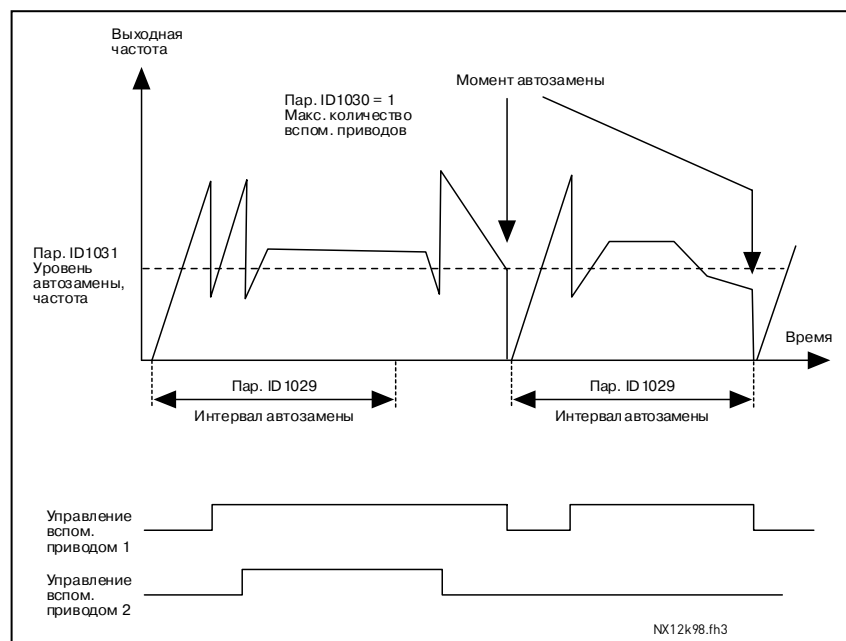 Выходная
частота
Пар. ID1030 = 1
Макс. количество
вспом. приводов
Момент автозамены
Пар. ID1031
Уровень
автозамены,
частота
Время
Пар. ID1029
Интервал автозамены
Пар. ID1029
Интервал автозамены
Управление
вспом.
приводом 1
Управление
вспом.
приводом 2
NX12k98.fh3